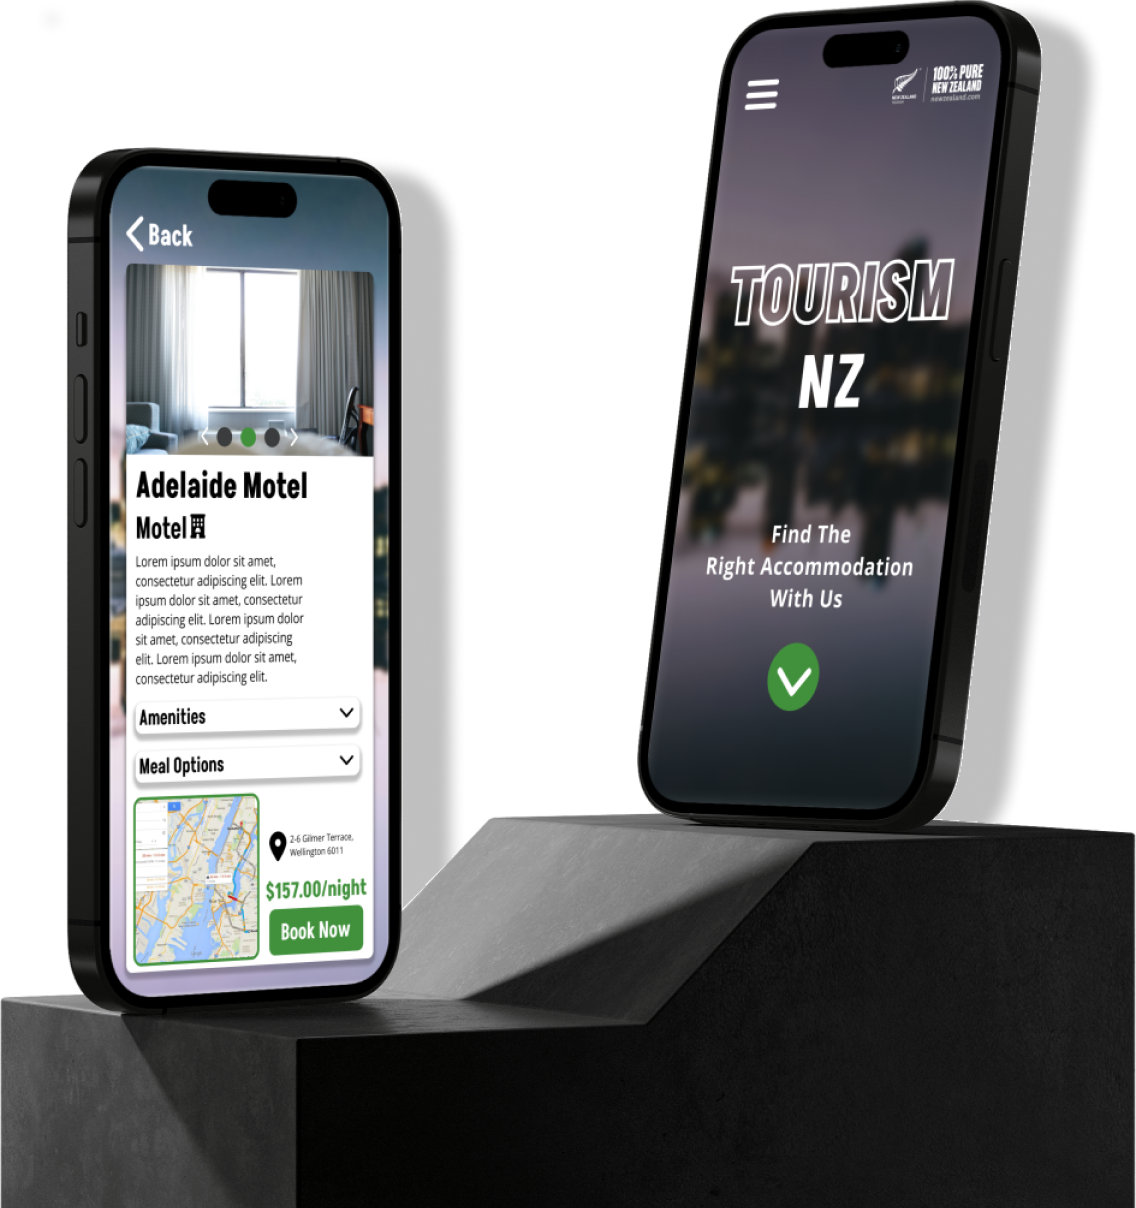 Back
Adelaide Motel
Motel
Lorem ipsum dolor sit amet,
consectetur adipiscing elit. Lorem
ipsum dolor sit amet, consectetur
adipiscing elit. Lorem ipsum dolor
sit amet, consectetur adipiscing
elit. Lorem ipsum dolor sit amet,
consectetur adipiscing elit.
Amenities
Meal Options
2-6 Gilmer Terrace,
Wellington 6011
$157.00/night
Book Now
NEW ZEALAND
100% PURE
NEW ZEALAND
newzealand.com
TOURISM
NZ
Find The
Right Accommodation
With Us